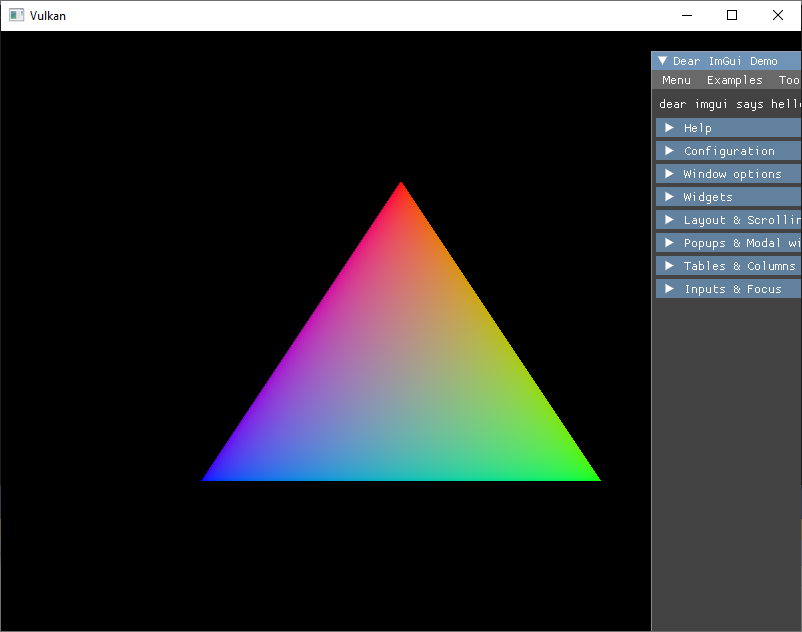 Vulkan
Dear ImGui Demo
Menu Examples Too
dear imgui says hell
Help
Configuration
Window options
Widgets
Layout & Scrollin
Popups & Modal wi
Tables & Columns
Inputs & Focus